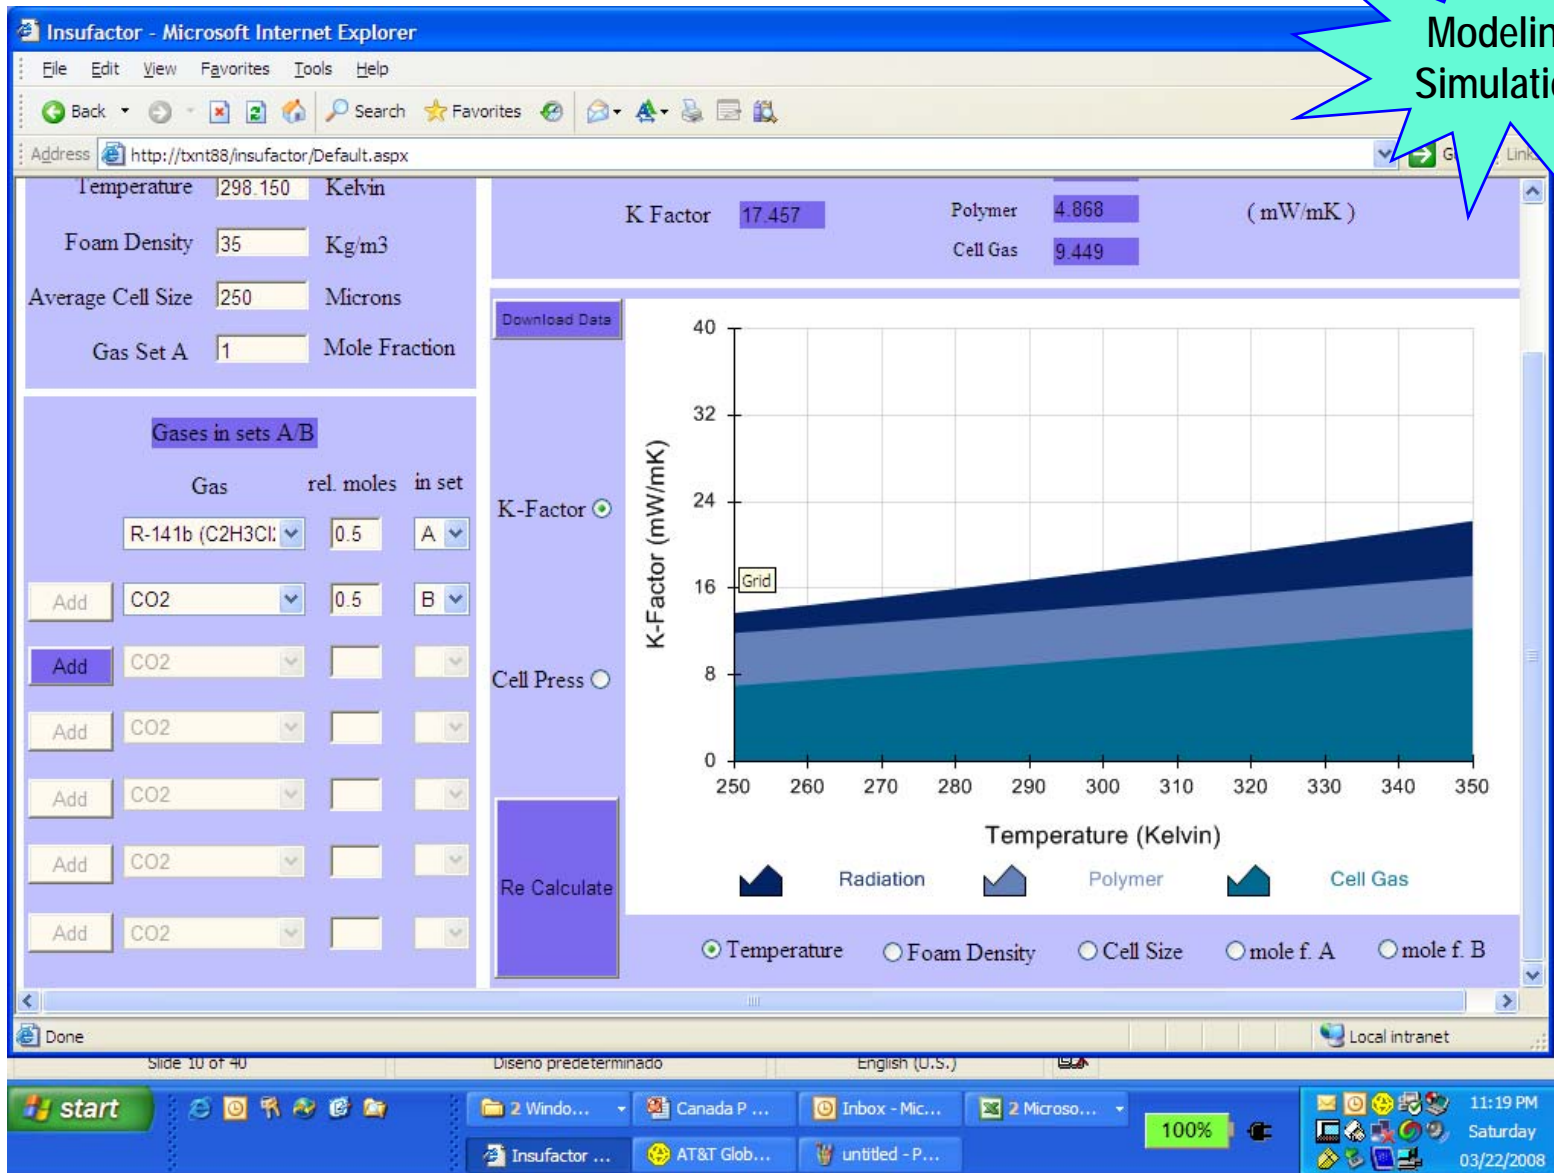 Modelin
Simulati
Insufactor - Microsoft Internet Explorer
File Edit View Favorites Tools Help
Back Search Favorites
Address http://txnt88/insufactor/Default.aspx G Links
Temperature 298.150 Kelvin
Foam Density 35 Kg/m3
Average Cell Size 250 Microns
Gas Set A 1 Mole Fraction
K Factor 17.457
Polymer 4.868 ( mW/mK )
Cell Gas 9.449
Gases in sets A/B
Gas rel. moles in set
R-141b (C2H3Cl: 0.5 A
Add CO2 0.5 B
Add CO2
Add CO2
Add CO2
Add CO2
Add CO2
Download Data
K-Factor
Cell Press
Re Calculate
K-Factor (mW/mK)
40
32
24
16
8
0
Grid
250 260 270 280 290 300 310 320 330 340 350
Temperature (Kelvin)
Radiation Polymer Cell Gas
Temperature Foam Density Cell Size mole f. A mole f. B
Done Local intranet
Slide 10 of 40 Diseño predeterminado English (U.S.)
start 2 Windo... Canada P ... Inbox - Mic... 2 Microso... 100% 11:19 PM
Saturday
Insufactor ... AT&T Glob... untitled - P... 03/22/2008